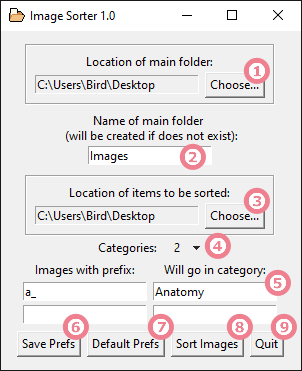 Image Sorter 1.0
Location of main folder:
C:\Users\Bird\Desktop Choose... 1
Name of main folder
(will be created if does not exist):
Images 2
Location of items to be sorted:
C:\Users\Bird\Desktop Choose... 3
Categories: 2 4
Images with prefix: Will go in category:
a_ Anatomy 5
6 7 8 9
Save Prefs Default Prefs Sort Images Quit